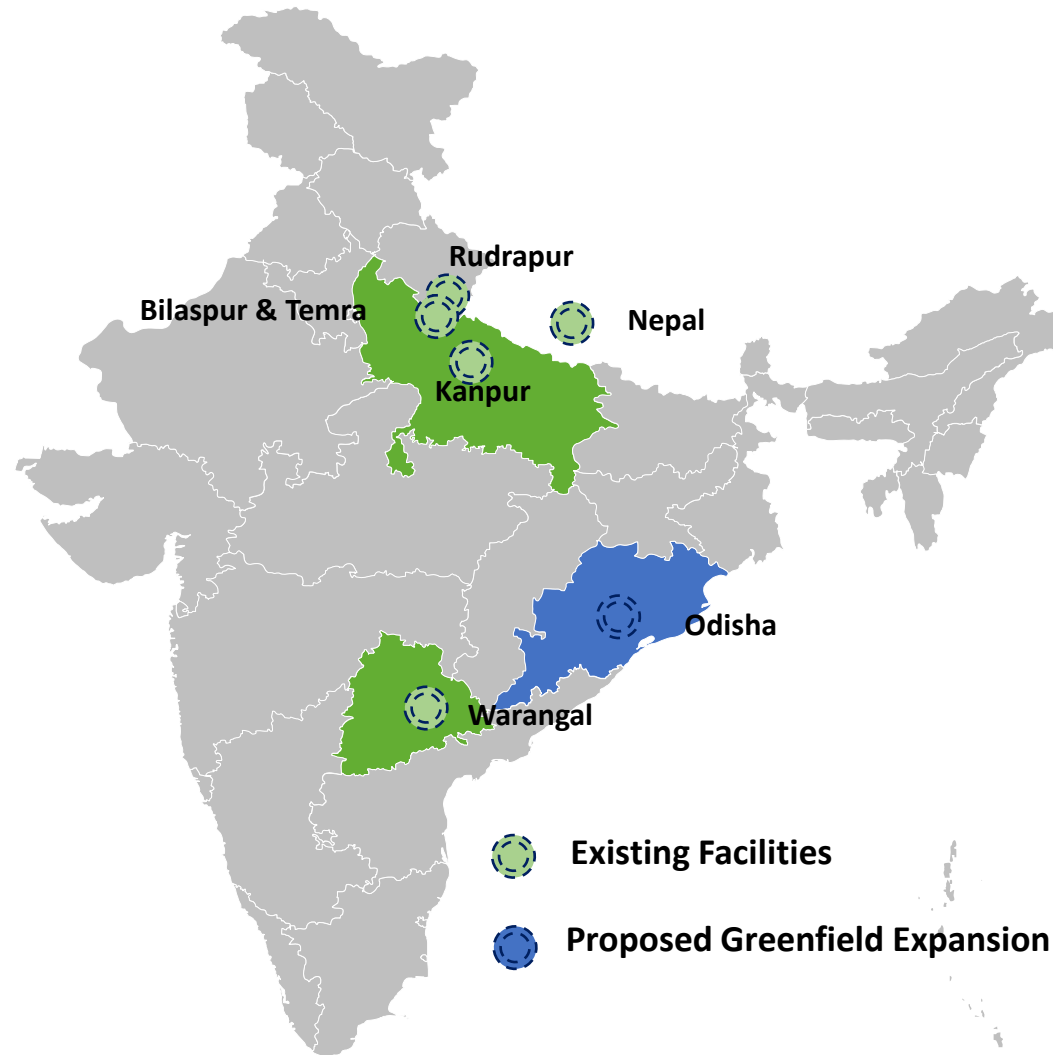 Rudrapur
Bilaspur & Temra
Nepal
Kanpur
Odisha
Warangal
Existing Facilities
Proposed Greenfield Expansion